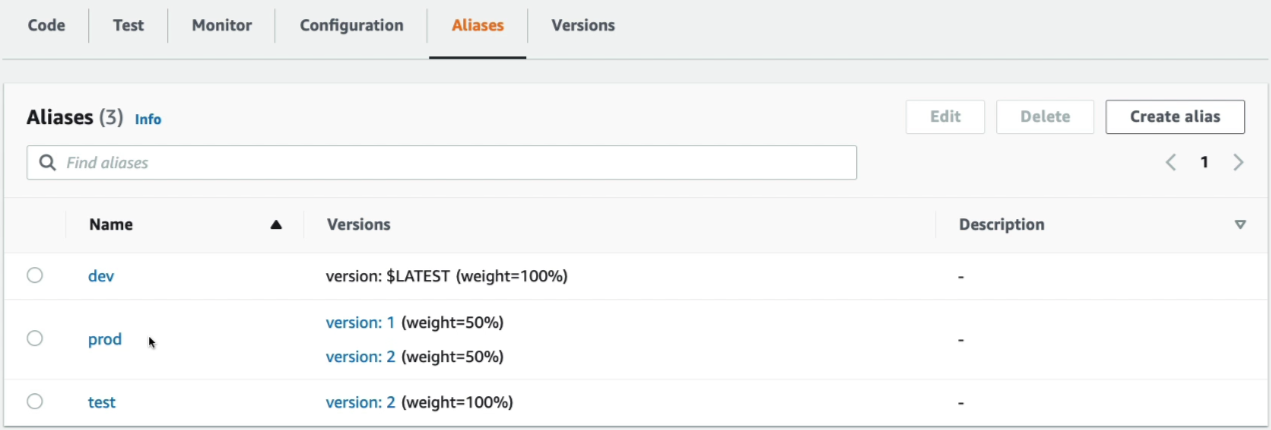 Code Test Monitor Configuration Aliases Versions
Aliases (3) Info Edit Delete Create alias
Find aliases 1
Name Versions Description
dev version: $LATEST (weight=100%) -
version: 1 (weight=50%)
prod -
version: 2 (weight=50%)
test version: 2 (weight=100%) -